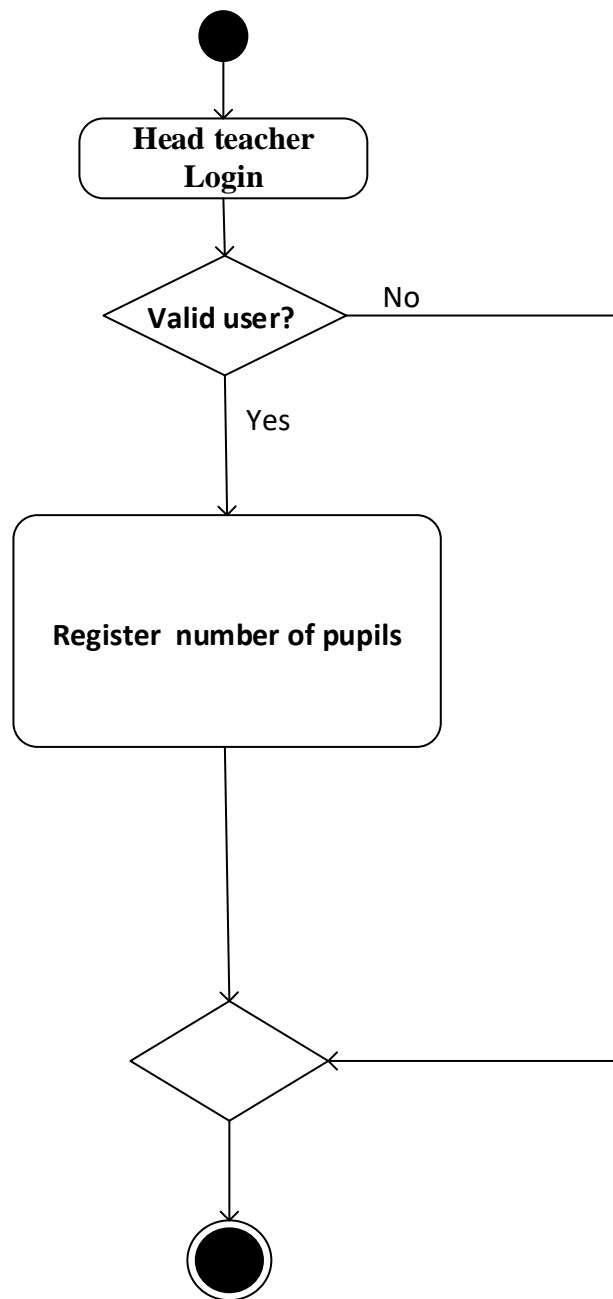 Head teacher
Login
Valid user?
No
Yes
Register number of pupils